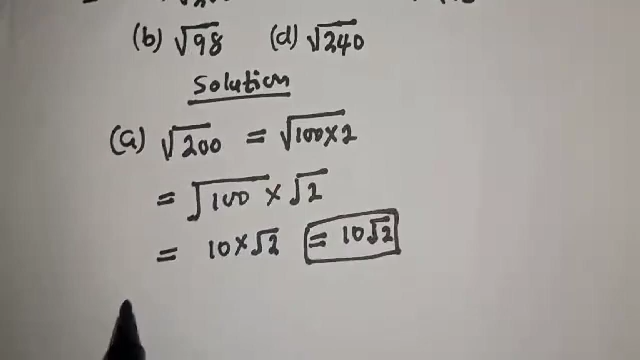 (b) √98 (d) √240
Solution
(a) √200 = √100×2
= √100 × √2
= 10×√2 = 10√2